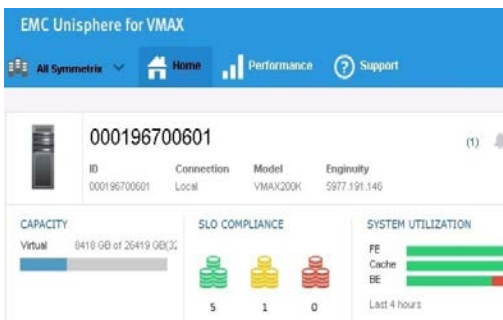 EMC Unisphere for VMAX
All Symmetrix Home Performance ? Support
000196700601 (1)
ID Connection Model Enginuity
000196700601 Local VMAX200K 5977.191.146
CAPACITY SLO COMPLIANCE SYSTEM UTILIZATION
Virtual 8418 GB of 26419 GB(32
FE
Cache
BE
5 1 0 Last 4 hours